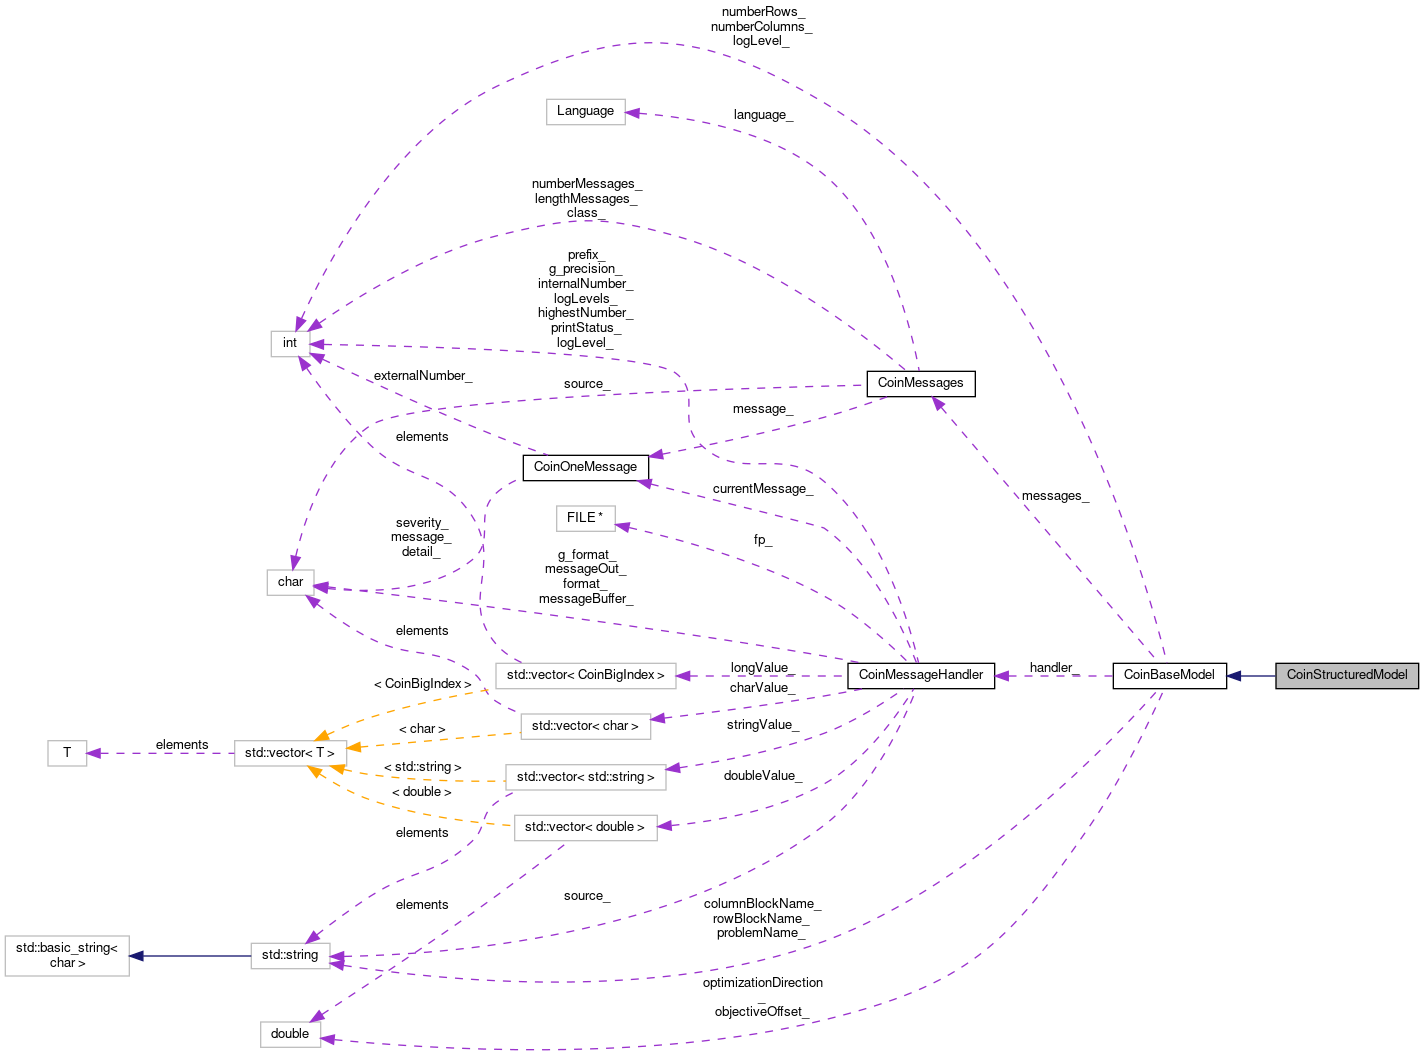 numberRows_
numberColumns_
logLevel_
Language
language_
numberMessages_
lengthMessages_
class_
prefix_
g_precision_
internalNumber_
logLevels_
highestNumber_
printStatus_
logLevel_
int
externalNumber_
source_
CoinMessages
message_
elements
CoinOneMessage
currentMessage_
messages_
FILE *
severity_
message_
detail_
fp_
g_format_
messageOut_
format_
messageBuffer_
char
elements
longValue_
handler_
std::vector< CoinBigIndex >
CoinMessageHandler
CoinBaseModel
CoinStructuredModel
< CoinBigIndex >
charValue_
std::vector< char >
stringValue_
< char >
T
elements
std::vector< T >
< std::string >
std::vector< std::string >
doubleValue_
< double >
std::vector< double >
elements
source_
elements
columnBlockName_
rowBlockName_
problemName_
std::basic_string<
char >
std::string
optimizationDirection
_
objectiveOffset_
double